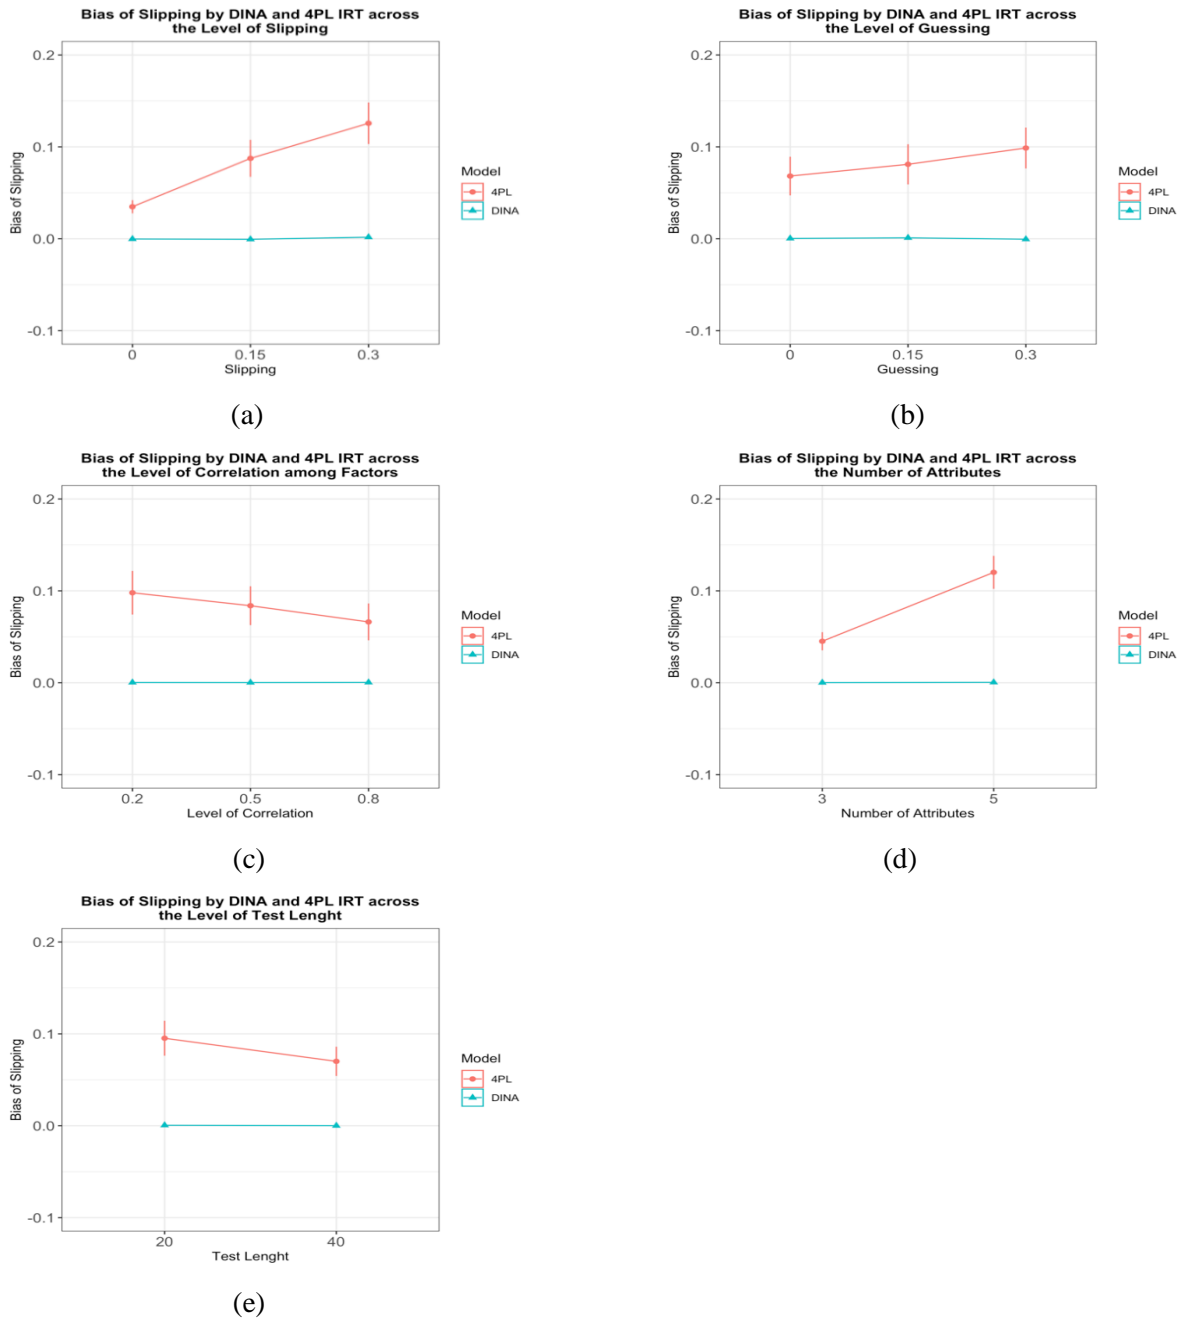 Bias of Slipping by DINA and 4PL IRT across
the Level of Slipping
0.2
0.1
0.0
-0.1
Bias of Slipping
0
0.15
0.3
Slipping
Model
4PL
DINA
(a)
Bias of Slipping by DINA and 4PL IRT across
the Level of Guessing
0.2
0.1
0.0
-0.1
Bias of Slipping
0
0.15
0.3
Guessing
Model
4PL
DINA
(b)
Bias of Slipping by DINA and 4PL IRT across
the Level of Correlation among Factors
0.2
0.1
0.0
-0.1
Bias of Slipping
0.2
0.5
0.8
Level of Correlation
Model
4PL
DINA
(c)
Bias of Slipping by DINA and 4PL IRT across
the Number of Attributes
0.2
0.1
0.0
-0.1
Bias of Slipping
3
5
Number of Attributes
Model
4PL
DINA
(d)
Bias of Slipping by DINA and 4PL IRT across
the Level of Test Lenght
0.2
0.1
0.0
-0.1
Bias of Slipping
20
40
Test Lenght
Model
4PL
DINA
(e)